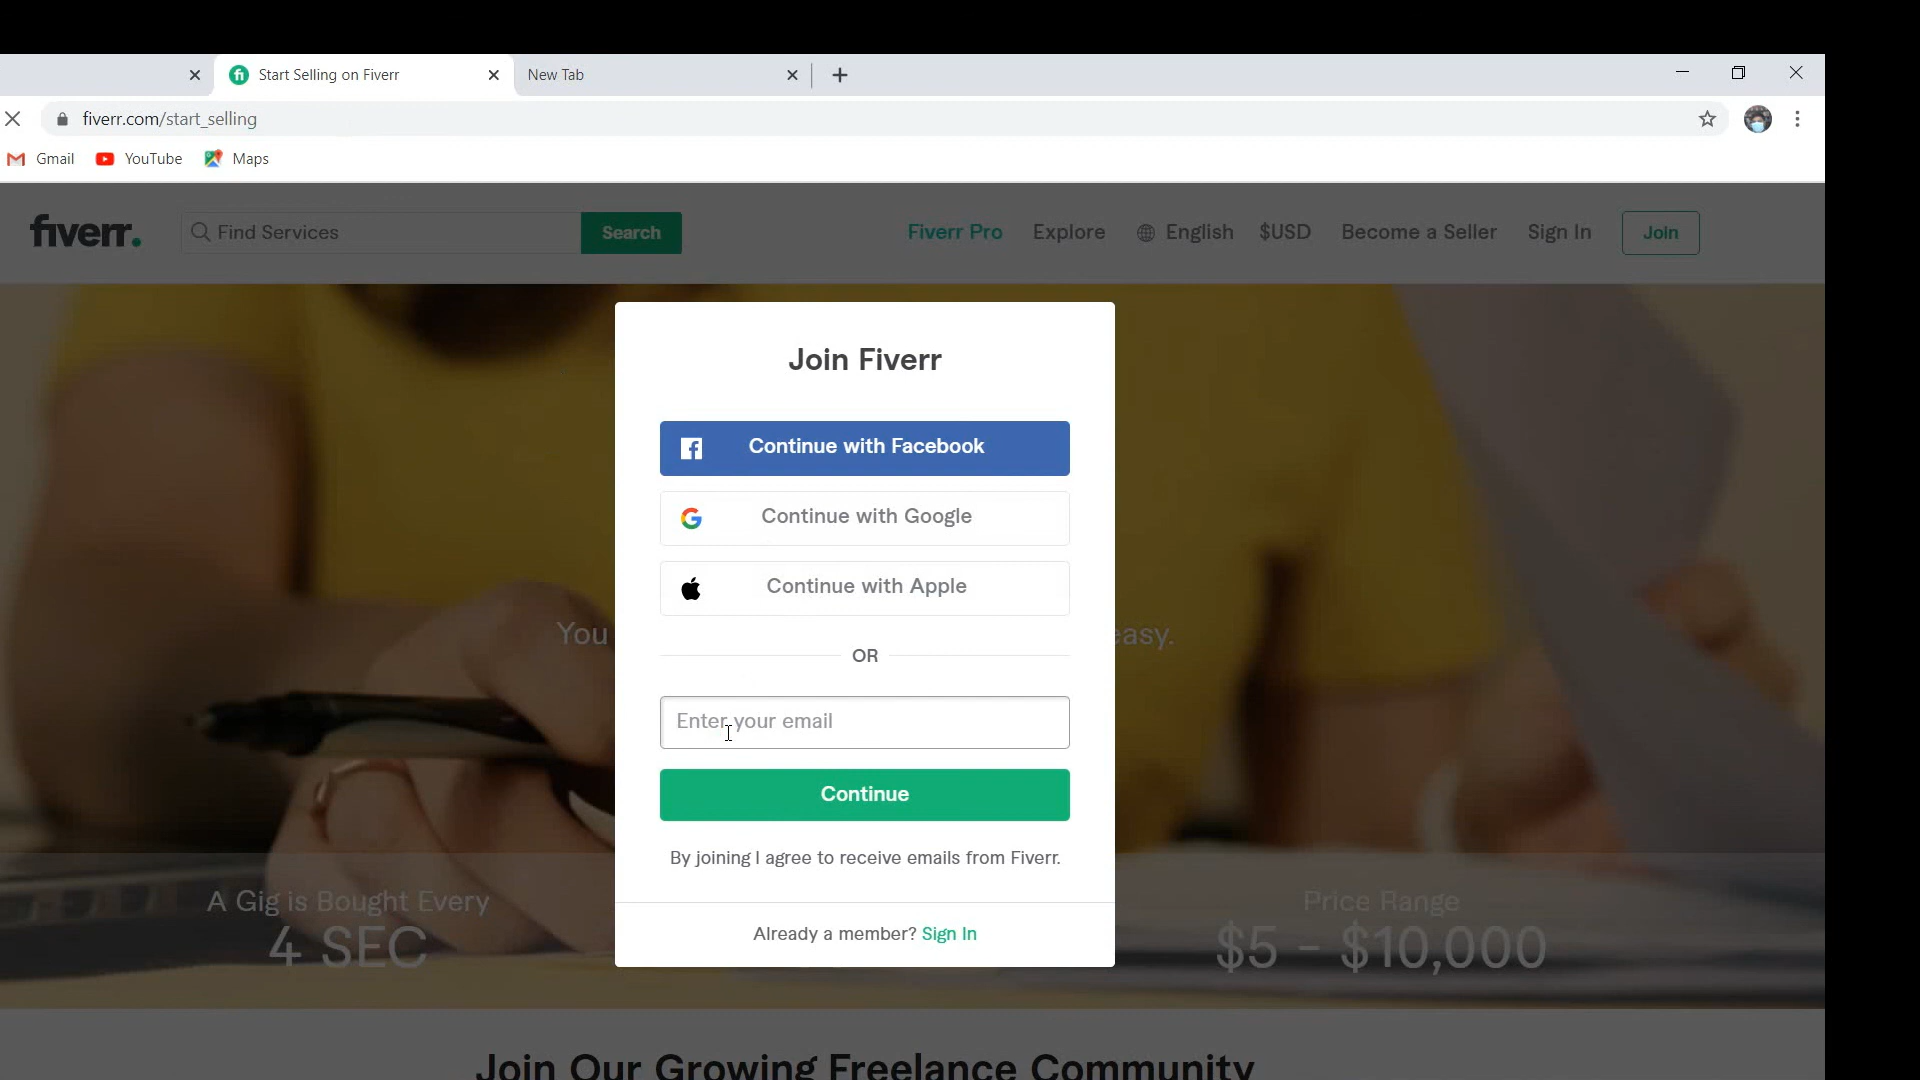 Start Selling on Fiverr
New Tab
fiverr.com/start_selling
Gmail YouTube Maps
fiverr.
Find Services
Search
Fiverr Pro Explore English $USD Become a Seller Sign In Join
Join Fiverr
Continue with Facebook
Continue with Google
Continue with Apple
You easy.
OR
Enter your email
Continue
By joining I agree to receive emails from Fiverr.
A Gig is Bought Every
4 SEC
Price Range
$5 - $10,000
Already a member? Sign In
Join Our Growing Freelance Community